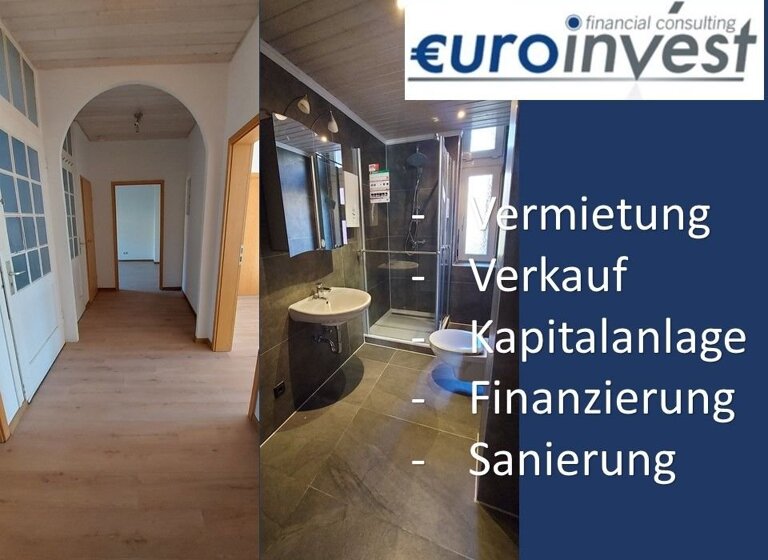 financial consulting
€uroinvest
- Vermietung
- Verkauf
- Kapitalanlage
- Finanzierung
- Sanierung